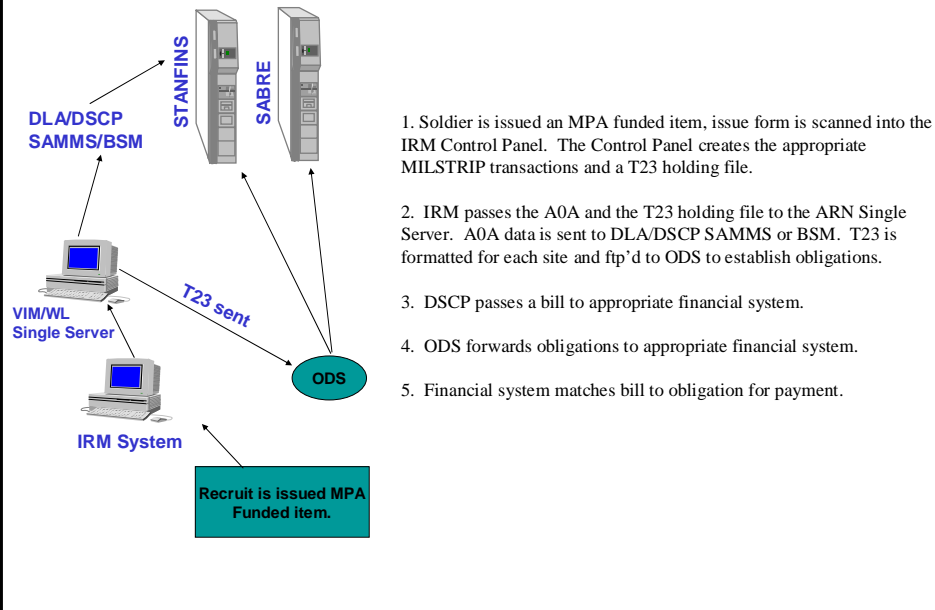 STANFINS
SABRE
DLA/DSCP
SAMMS/BSM
VIM/WL
Single Server
T23 sent
ODS
IRM System
Recruit is issued MPA
Funded item.
1. Soldier is issued an MPA funded item, issue form is scanned into the
IRM Control Panel.  The Control Panel creates the appropriate
MILSTRIP transactions and a T23 holding file.
2.  IRM passes the A0A and the T23 holding file to the ARN Single
Server.  A0A data is sent to DLA/DSCP SAMMS or BSM.  T23 is
formatted for each site and ftp’d to ODS to establish obligations.
3.  DSCP passes a bill to appropriate financial system.
4.  ODS forwards obligations to appropriate financial system.
5.  Financial system matches bill to obligation for payment.